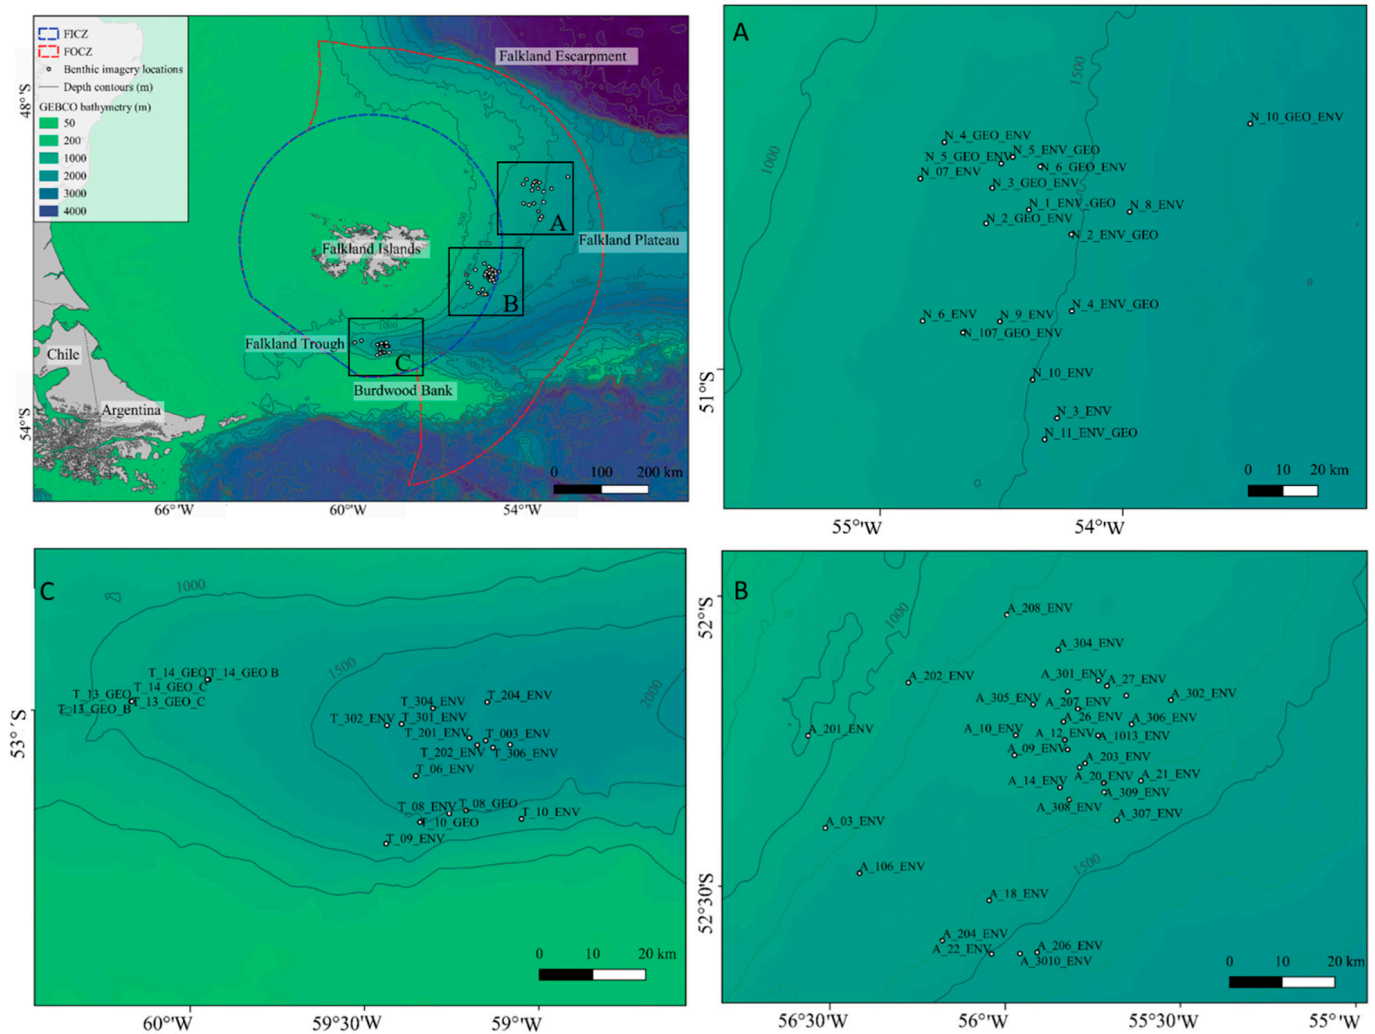 FICZ
FOCZ
Benthic imagery locations
Depth contours (m)
GEBCO bathymetry (m)
50
200
1000
2000
3000
4000
Falkland Escarpment
A
Falkland Plateau
Falkland Islands
B
1000
Falkland Trough
C
Burdwood Bank
Chile
Argentina
0 100 200 km
48°S
54°S
66°W 60°W 54°W
A
1500
1000
N_10_GEO_ENV
N_4_GEO_ENV
N_5_ENV_GEO
N_5_GEO_ENV
N_6_GEO_ENV
N_07_ENV
N_3_GEO_ENV
N_1_ENV_GEO
N_8_ENV
N_2_GEO_ENV
N_2_ENV_GEO
N_4_ENV_GEO
N_6_ENV
N_9_ENV
N_107_GEO_ENV
N_10_ENV
N_3_ENV
N_11_ENV_GEO
0 10 20 km
51°S
55°W 54°W
C
1000
1500
2000
T_14_GEO
T_14_GEO B
T_14_GEO_C
T_13_GEO
T_13_GEO_C
T_13_GEO_B
T_304_ENV
T_204_ENV
T_302_ENV
T_301_ENV
T_201_ENV
T_003_ENV
T_202_ENV
T_306_ENV
T_06_ENV
T_08_ENV
T_08_GEO
T_10_GEO
T_10_ENV
T_09_ENV
0 10 20 km
53°S
60°W 59°30'W 59°W
B
1000
1500
A_208_ENV
A_304_ENV
A_202_ENV
A_301_ENV
A_27_ENV
A_305_ENV
A_207_ENV
A_302_ENV
A_26_ENV
A_306_ENV
A_201_ENV
A_10_ENV
A_12_ENV
A_1013_ENV
A_09_ENV
A_203_ENV
A_14_ENV
A_20_ENV
A_21_ENV
A_309_ENV
A_308_ENV
A_307_ENV
A_03_ENV
A_106_ENV
A_18_ENV
A_204_ENV
A_22_ENV
A_206_ENV
A_3010_ENV
0 10 20 km
52°S
52°30'S
56°30'W 56°W 55°30'W 55°W